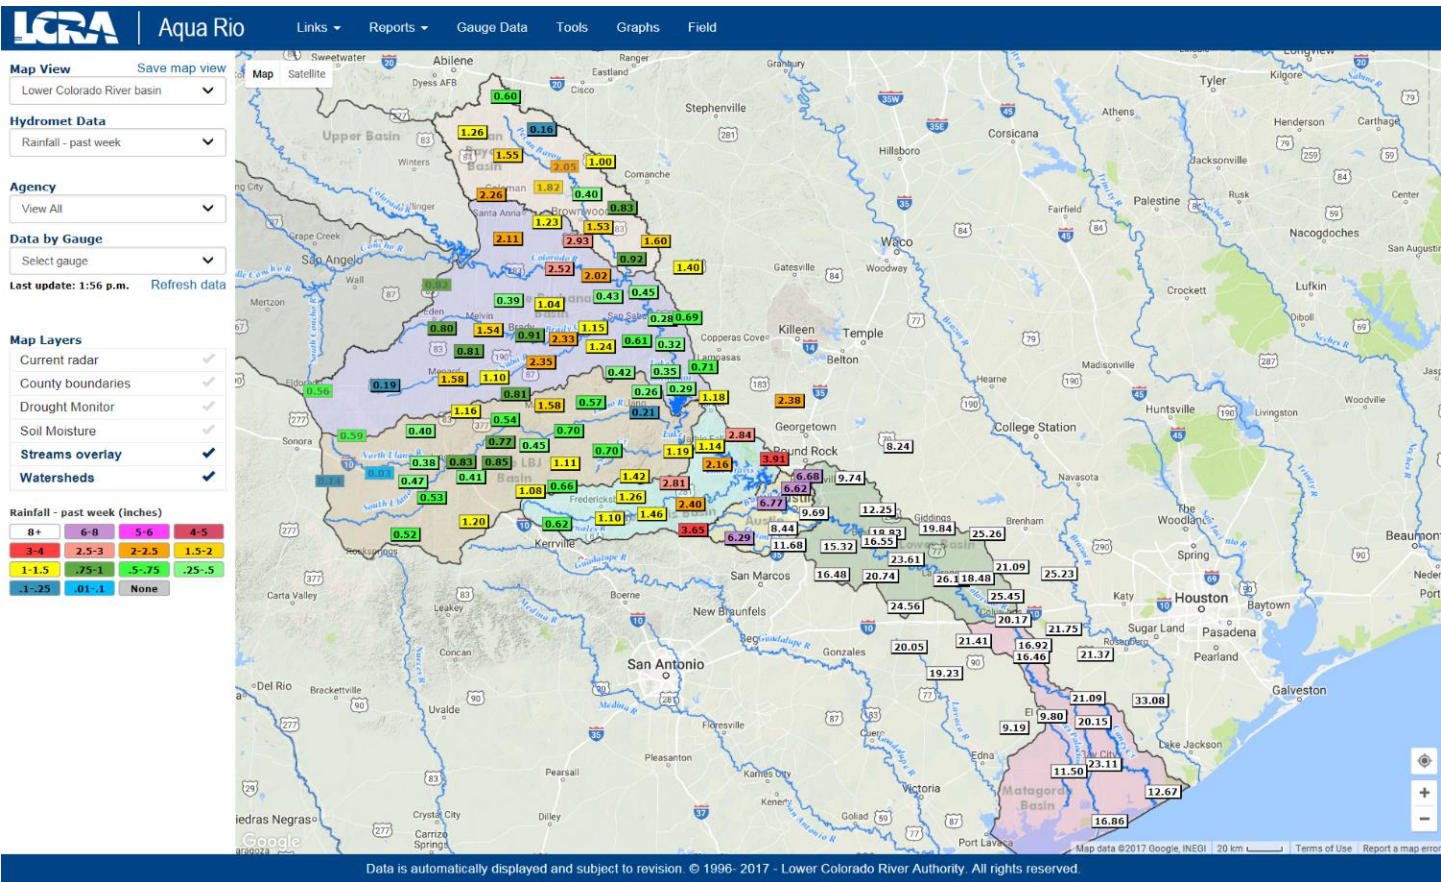 LCRA
Aqua Rio
Links
Reports
Gauge Data
Tools
Graphs
Field
Map View
Save map view
Lower Colorado River basin
Hydromet Data
Rainfall - past week
Agency
View All
Data by Gauge
Select gauge
Last update: 1:56 p.m.
Refresh data
Map Layers
Current radar
County boundaries
Drought Monitor
Soil Moisture
Streams overlay
Watersheds
Rainfall - past week (inches)
8+ 6-8 5-6 4-5
3-4 2.5-3 2-2.5 1.5-2
1-1.5 .75-1 .5-.75 .25-.5
.1-.25 .01-.1 None
Map Satellite
Sweetwater
Abilene
Ranger
Eastland
Dyess AFB
Cisco
Granbury
Tyler
Kilgore
Longview
Stephenville
Athens
Henderson
Carthage
Upper Basin
Hillsboro
Corsicana
Jacksonville
Winters
Comanche
Palestine
Rusk
Center
Fairfield
Nacogdoches
Santa Anna
Brownwood
Grape Creek
San Angelo
Waco
Gatesville
Woodway
San Augustin
Wall
Mertzon
Eden
Melvin
Crockett
Lufkin
Diboll
Killeen
Temple
Copperas Cove
Belton
Lampasas
Madisonville
Hearne
Huntsville
Livingston
Woodville
Sonora
Georgetown
College Station
Round Rock
Navasota
Giddings
Brenham
The Woodlands
Beaumont
Spring
Rocksprings
Kerrville
Carta Valley
Leakey
Boerne
San Marcos
New Braunfels
Katy
Houston
Baytown
Sugar Land
Pasadena
Pearland
Rosenberg
Concan
San Antonio
Gonzales
Del Rio
Brackettville
Uvalde
Floresville
Galveston
Cuero
Lake Jackson
Pleasanton
Edna
Pearsall
Karnes City
Kenedy
Victoria
Matagorda
Basin
Crystal City
Dilley
Goliad
Carrizo Springs
Port Lavaca
0.60
1.26
0.16
1.55
2.05
1.00
2.26
1.82
0.40
0.83
1.23
1.53
2.11
2.93
1.60
0.92
2.52
2.02
1.40
0.82
0.39
1.04
0.43
0.45
0.28
0.69
0.80
1.54
0.91
2.33
1.15
0.61
0.32
0.81
1.24
2.35
0.42
0.35
0.71
0.56
0.19
1.58
1.10
0.81
0.26
0.29
1.18
2.38
1.16
0.54
1.58
0.57
0.21
0.59
0.40
0.77
0.45
0.70
2.84
0.14
0.03
0.38
0.83
0.85
1.11
0.70
1.19
1.14
2.16
3.91
8.24
0.47
0.41
0.53
1.08
0.66
1.42
2.81
6.68
9.74
6.62
1.26
2.40
6.77
9.69
12.25
1.20
0.62
1.10
1.46
3.65
6.29
8.44
11.68
15.32
18.83
16.55
19.84
25.26
0.52
16.48
20.74
23.61
18.48
21.09
25.23
24.56
25.45
20.17
21.75
20.05
21.41
16.92
16.46
21.37
19.23
21.09
33.08
9.19
9.80
20.15
11.50
23.11
12.67
16.86
Google
Map data ©2017 Google, INEGI
20 km
Terms of Use
Report a map error
Data is automatically displayed and subject to revision. © 1996- 2017 - Lower Colorado River Authority. All rights reserved.